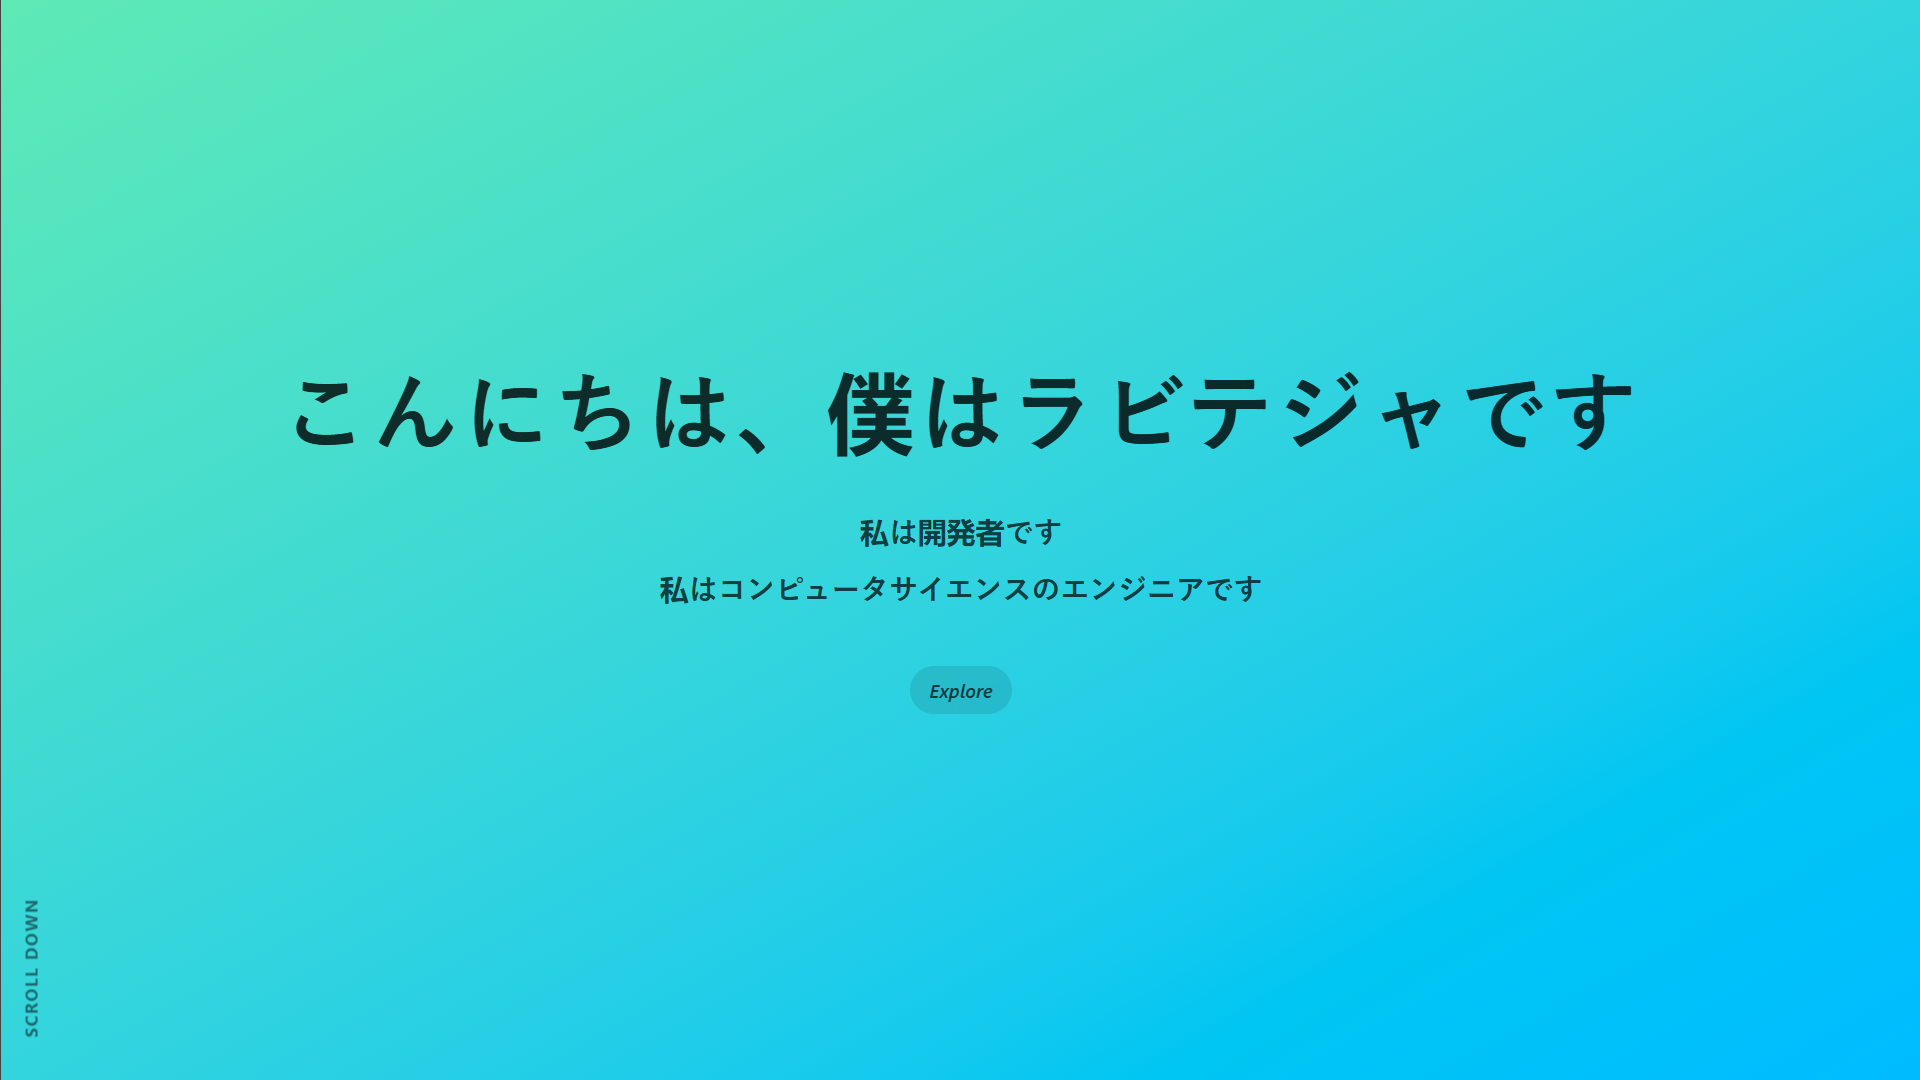 こんにちは、僕はラビテジャです
私は開発者です
私はコンピュータサイエンスのエンジニアです
Explore
SCROLL DOWN